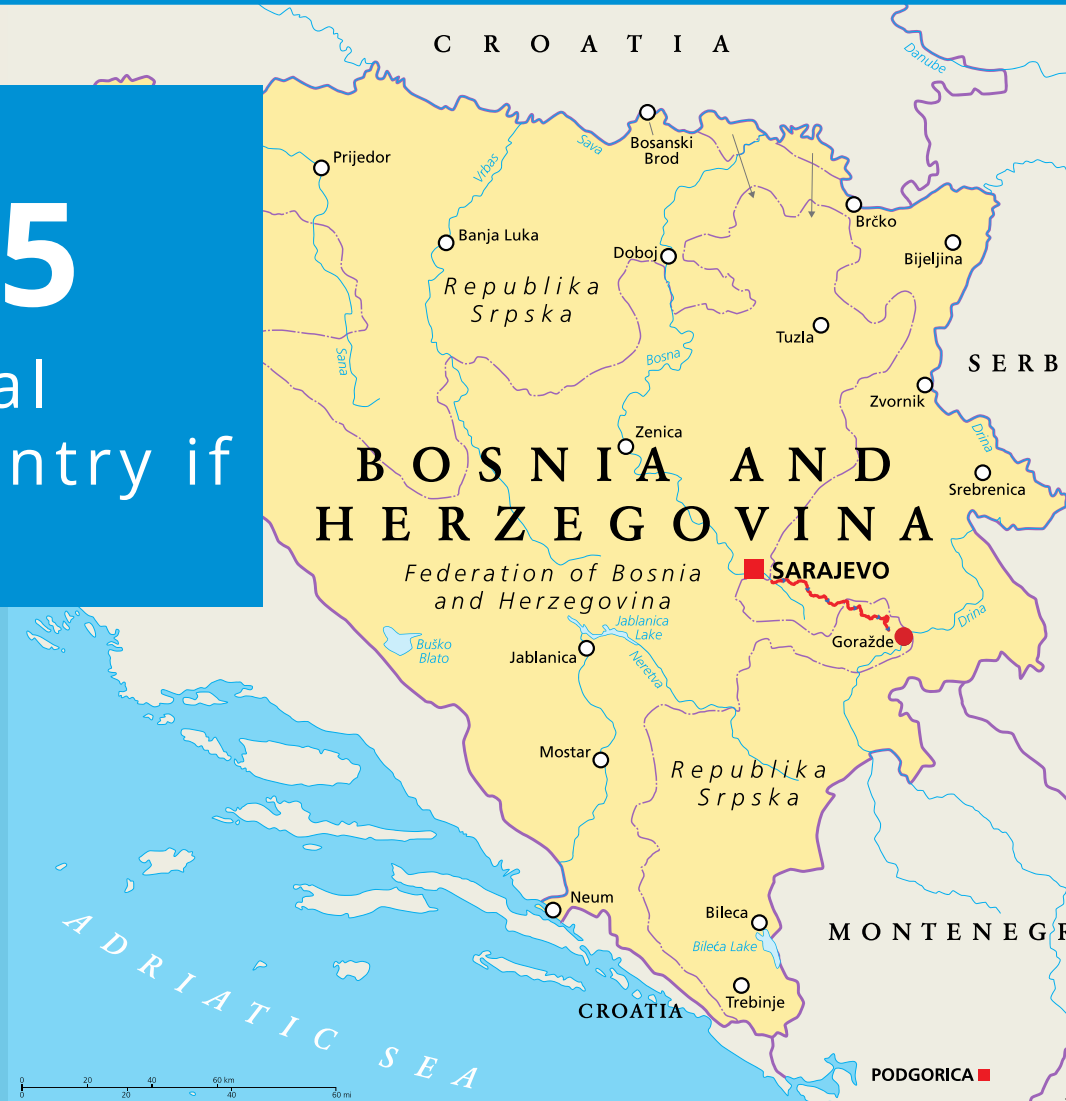 CROATIA
Danube
Prijedor
Vrbas
Sava
Bosanski
Brod
Brčko
5
Banja Luka
Doboj
Bijeljina
Republika
Srpska
Tuzla
Sana
Bosna
SERB
al
Zvornik
ntry if
Zenica
Drina
BOSNIA AND
HERZEGOVINA
Srebrenica
SARAJEVO
Federation of Bosnia
and Herzegovina
Jablanica
Lake
Drina
Goražde
Buško
Blato
Jablanica
Neretva
Mostar
Republika
Srpska
Neum
Bileca
Bileća Lake
MONTENEGR
ADRIATIC SEA
Trebinje
CROATIA
PODGORICA
0 20 40 60 km
0 20 40 60 mi